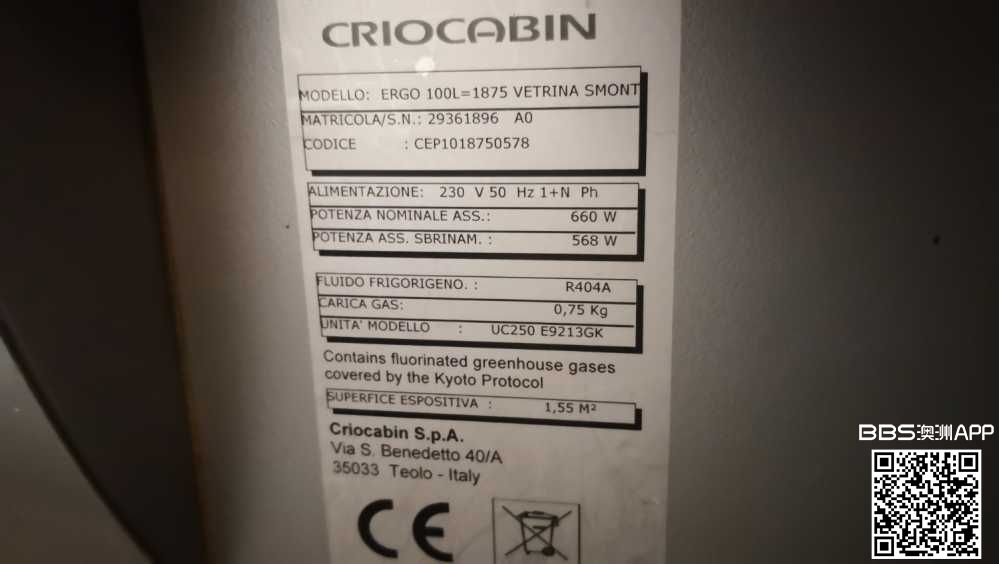 CRIOCABIN
MODELLO: ERGO 100L=1875 VETRINA SMONT
MATRICOLA/S.N.: 29361896 A0
CODICE : CEP1018750578
ALIMENTAZIONE: 230 V 50 Hz 1+N Ph
POTENZA NOMINALE ASS.: 660 W
POTENZA ASS. SBRINAM. : 568 W
FLUIDO FRIGORIGENO. : R404A
CARICA GAS: 0,75 Kg
UNITA' MODELLO : UC250 E9213GK
Contains fluorinated greenhouse gases
covered by the Kyoto Protocol
SUPERFICE ESPOSITIVA : 1,55 M²
Criocabin S.p.A.
Via S. Benedetto 40/A
35033 Teolo - Italy
CE
BBS澳洲APP